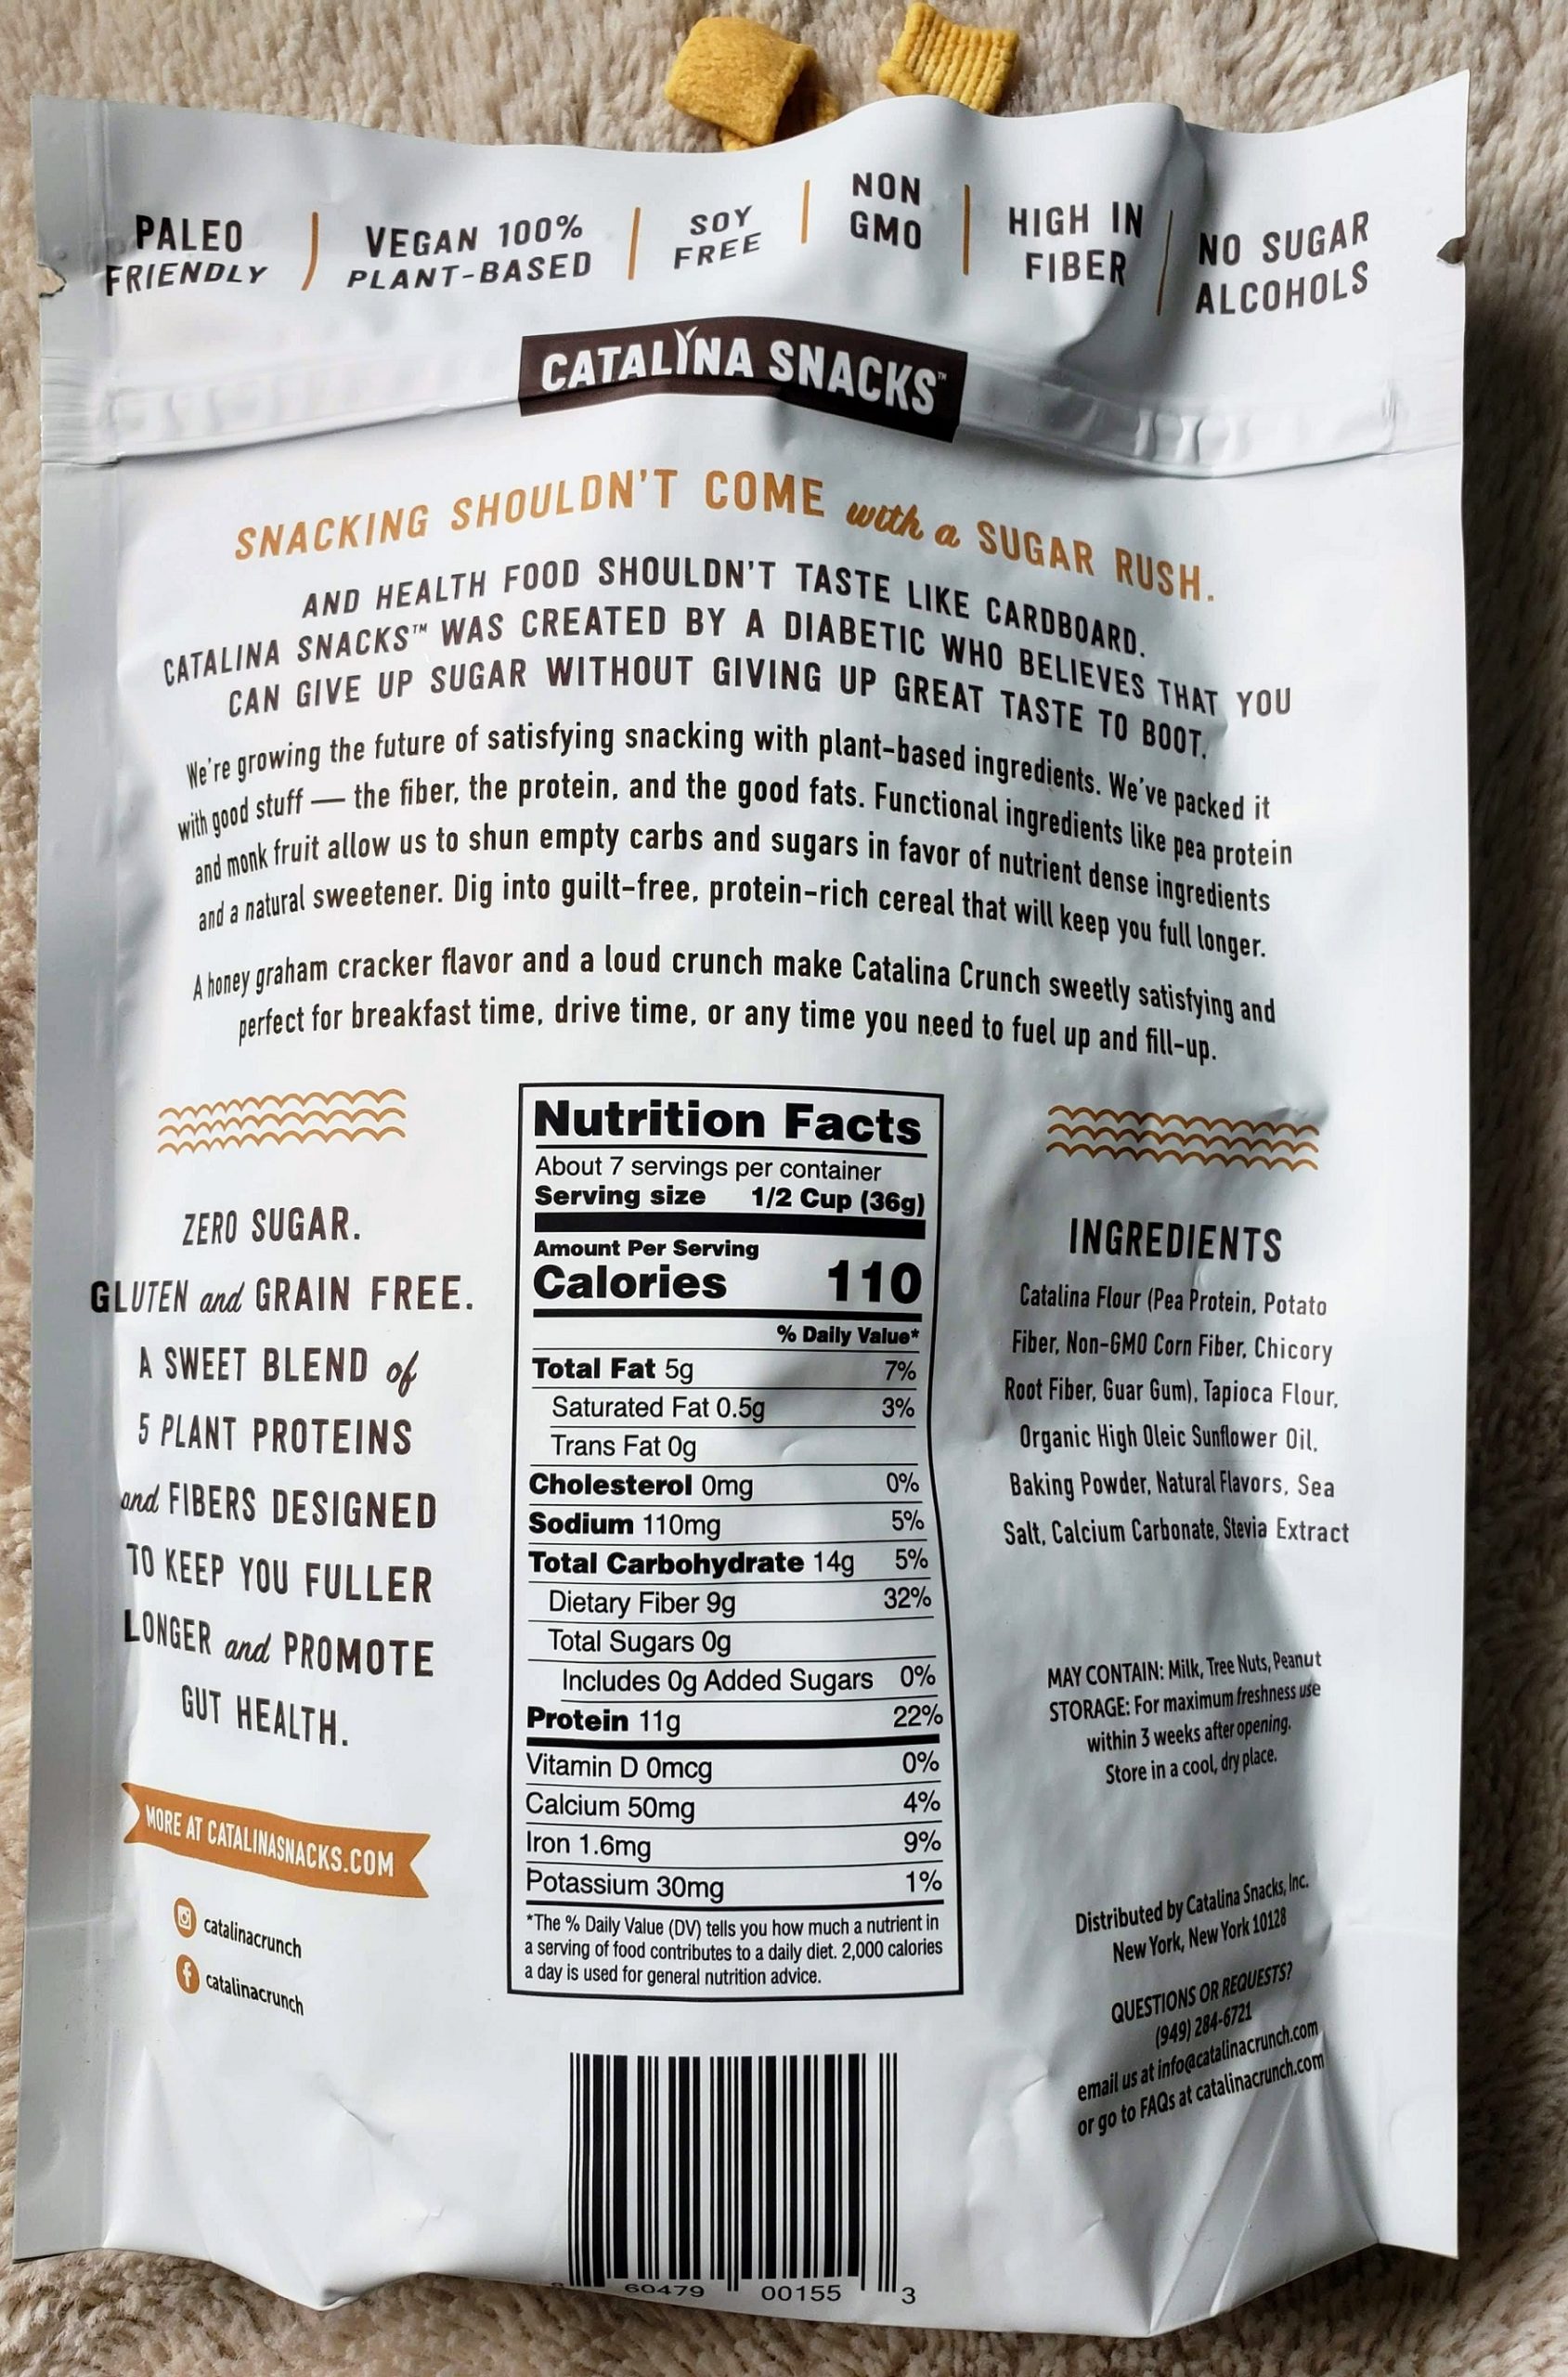 PALEO
FRIENDLY
VEGAN 100%
PLANT-BASED
SOY
FREE
NON
GMO
HIGH IN
FIBER
NO SUGAR
ALCOHOLS
CATALINA SNACKS™
SNACKING SHOULDN'T COME with a SUGAR RUSH.
AND HEALTH FOOD SHOULDN'T TASTE LIKE CARDBOARD.
CATALINA SNACKS™ WAS CREATED BY A DIABETIC WHO BELIEVES THAT YOU
CAN GIVE UP SUGAR WITHOUT GIVING UP GREAT TASTE TO BOOT.
We're growing the future of satisfying snacking with plant-based ingredients. We've packed it
with good stuff — the fiber, the protein, and the good fats. Functional ingredients like pea protein
and monk fruit allow us to shun empty carbs and sugars in favor of nutrient dense ingredients
and a natural sweetener. Dig into guilt-free, protein-rich cereal that will keep you full longer.
A honey graham cracker flavor and a loud crunch make Catalina Crunch sweetly satisfying and
perfect for breakfast time, drive time, or any time you need to fuel up and fill-up.
ZERO SUGAR.
GLUTEN and GRAIN FREE.
A SWEET BLEND of
5 PLANT PROTEINS
and FIBERS DESIGNED
TO KEEP YOU FULLER
LONGER and PROMOTE
GUT HEALTH.
MORE AT CATALINASNACKS.COM
catalinacrunch
f catalinacrunch
Nutrition Facts
About 7 servings per container
Serving size 1/2 Cup (36g)
Amount Per Serving
Calories 110
% Daily Value*
Total Fat 5g 7%
Saturated Fat 0.5g 3%
Trans Fat 0g
Cholesterol 0mg 0%
Sodium 110mg 5%
Total Carbohydrate 14g 5%
Dietary Fiber 9g 32%
Total Sugars 0g
Includes 0g Added Sugars 0%
Protein 11g 22%
Vitamin D 0mcg 0%
Calcium 50mg 4%
Iron 1.6mg 9%
Potassium 30mg 1%
*The % Daily Value (DV) tells you how much a nutrient in
a serving of food contributes to a daily diet. 2,000 calories
a day is used for general nutrition advice.
INGREDIENTS
Catalina Flour (Pea Protein, Potato
Fiber, Non-GMO Corn Fiber, Chicory
Root Fiber, Guar Gum), Tapioca Flour,
Organic High Oleic Sunflower Oil,
Baking Powder, Natural Flavors, Sea
Salt, Calcium Carbonate, Stevia Extract
MAY CONTAIN: Milk, Tree Nuts, Peanut
STORAGE: For maximum freshness use
within 3 weeks after opening.
Store in a cool, dry place.
Distributed by Catalina Snacks, Inc.
New York, New York 10128
QUESTIONS OR REQUESTS?
(949) 284-6721
email us at info@catalinacrunch.com
or go to FAQs at catalinacrunch.com
60479 00155 3